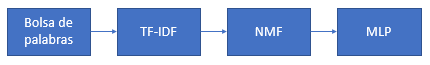 Bolsa de
palabras
TF-IDF
NMF
MLP